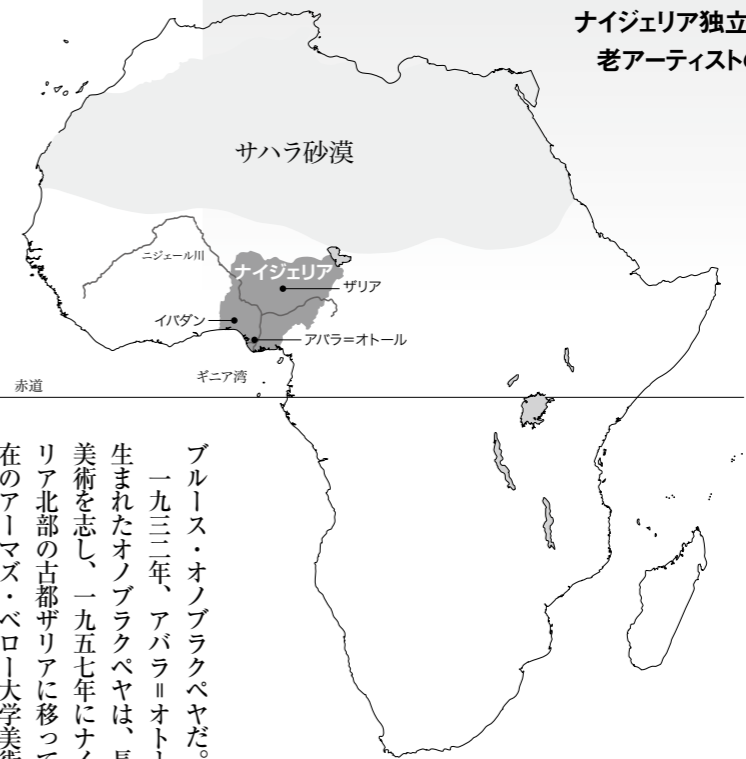 ナイジェリア独立
老アーティストの
サハラ砂漠
ニジェール川
ナイジェリア
ザリア
イバダン
アバラ=オトール
ギニア湾
赤道
ブルース・オノブラクペヤだ。
一九三二年、アバラ=オトー
生まれたオノブラクペヤは、長
美術を志し、一九五七年にナイ
リア北部の古都ザリアに移って
在のアーマズ・ベロー大学美術